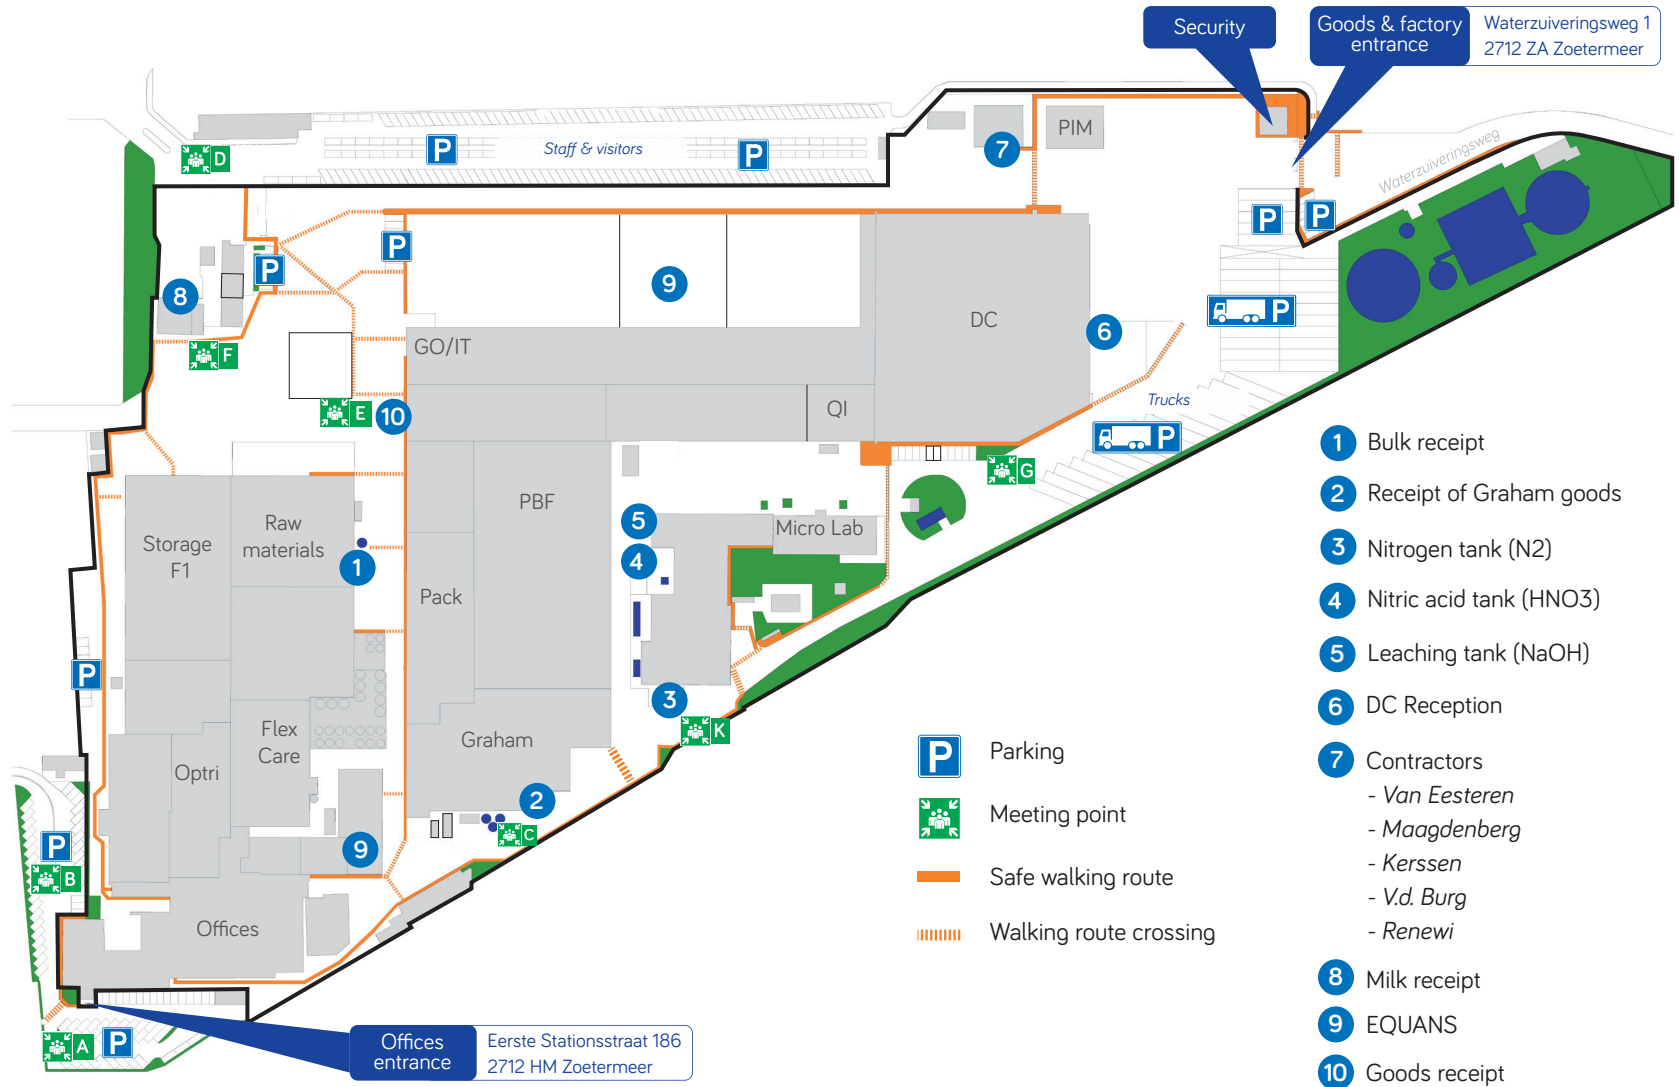 Security
Goods & factory
entrance
Waterzuiveringsweg 1
2712 ZA Zoetermeer
D
P
Staff & visitors
P
7
PIM
Waterzuiveringsweg
P
P
P
P
8
9
DC
6
P
F
GO/IT
E
10
QI
Trucks
P
G
Storage
F1
Raw
materials
1
PBF
Pack
5
4
Micro Lab
3
K
P
Optri
Flex
Care
Graham
2
C
9
P
B
Offices
A
P
Offices
entrance
Eerste Stationsstraat 186
2712 HM Zoetermeer
P Parking
Meeting point
Safe walking route
Walking route crossing
1 Bulk receipt
2 Receipt of Graham goods
3 Nitrogen tank (N2)
4 Nitric acid tank (HNO3)
5 Leaching tank (NaOH)
6 DC Reception
7 Contractors
- Van Eesteren
- Maagdenberg
- Kerssen
- V.d. Burg
- Renewi
8 Milk receipt
9 EQUANS
10 Goods receipt